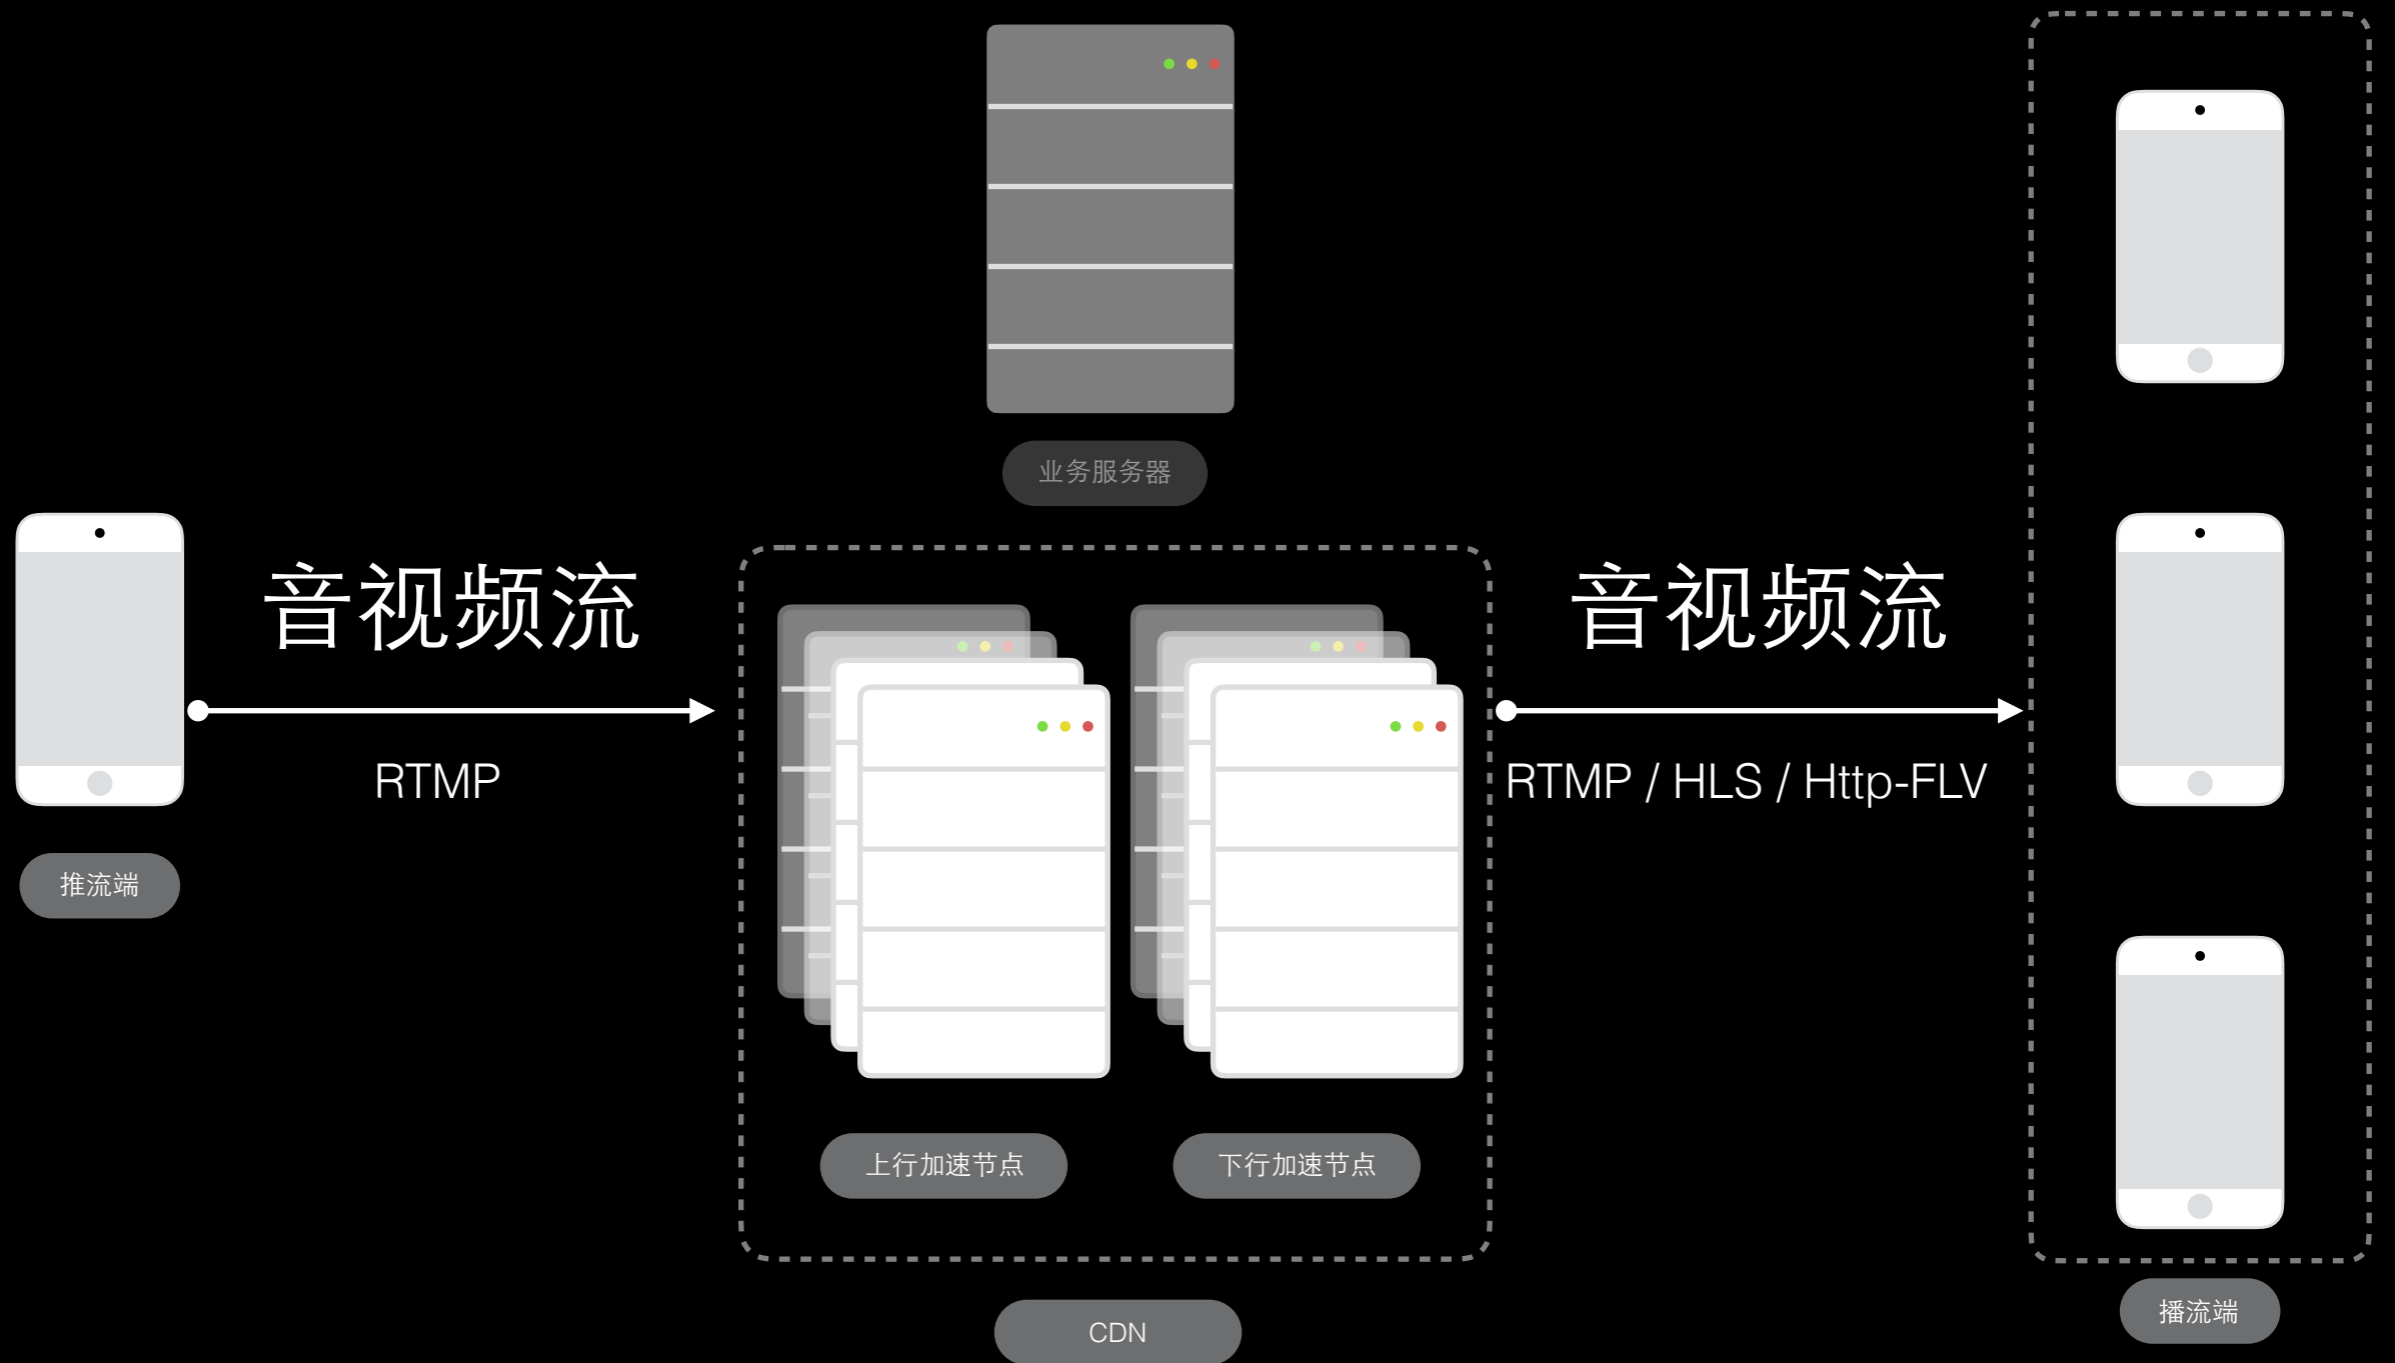 业务服务器
音视频流
RTMP
推流端
上行加速节点
下行加速节点
CDN
音视频流
RTMP / HLS / Http-FLV
播流端